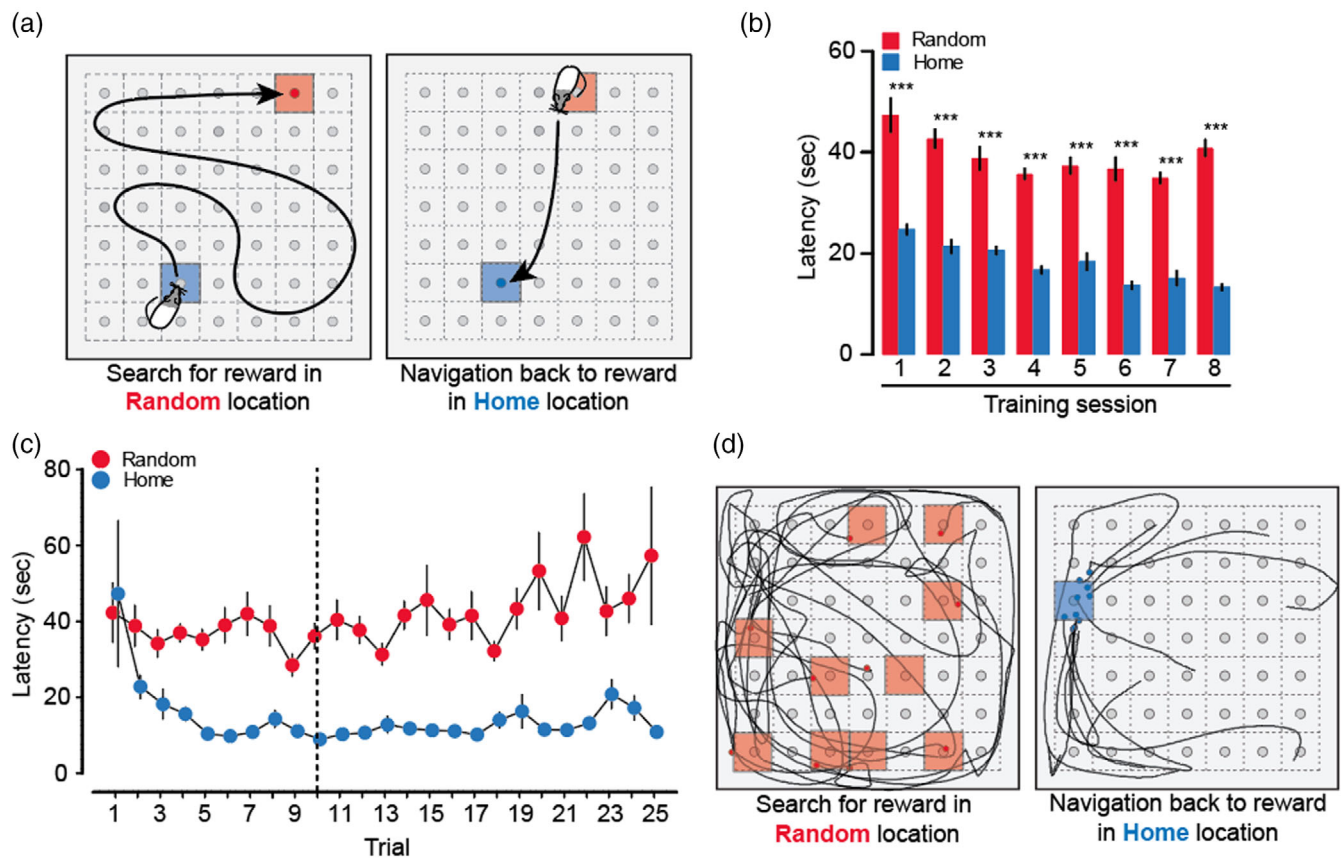 (a)
Search for reward in
Random location
Navigation back to reward
in Home location
(b)
Random
Home
60
40
20
0
Latency (sec)
*** *** *** *** *** *** *** ***
1 2 3 4 5 6 7 8
Training session
(c)
Random
Home
80
60
40
20
0
Latency (sec)
1 3 5 7 9 11 13 15 17 19 21 23 25
Trial
(d)
Search for reward in
Random location
Navigation back to reward
in Home location